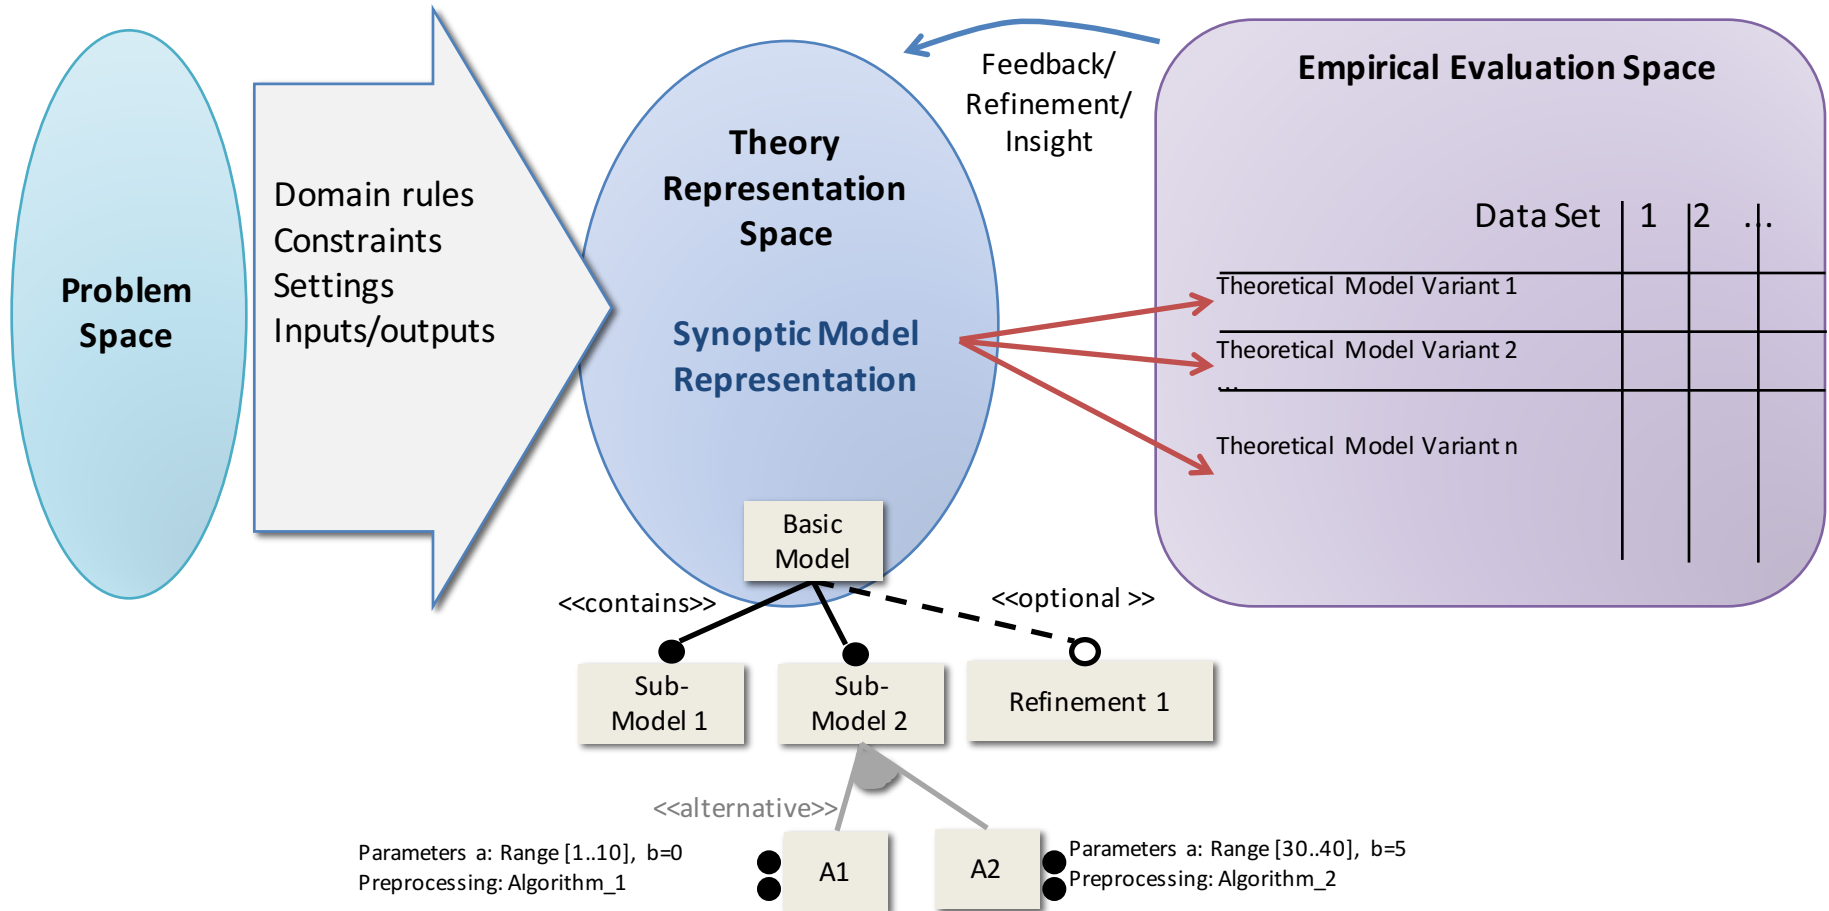 Problem
Space
Domain rules
Constraints
Settings
Inputs/outputs
Theory
Representation
Space
Synoptic Model
Representation
Feedback/
Refinement/
Insight
Empirical Evaluation Space
Data Set 1 2 ...
Theoretical Model Variant 1
Theoretical Model Variant 2
...
Theoretical Model Variant n
Basic
Model
<<contains>>
<<optional >>
Sub-
Model 1
Sub-
Model 2
Refinement 1
<<alternative>>
Parameters a: Range [1..10], b=0
Preprocessing: Algorithm_1
A1
A2
Parameters a: Range [30..40], b=5
Preprocessing: Algorithm_2